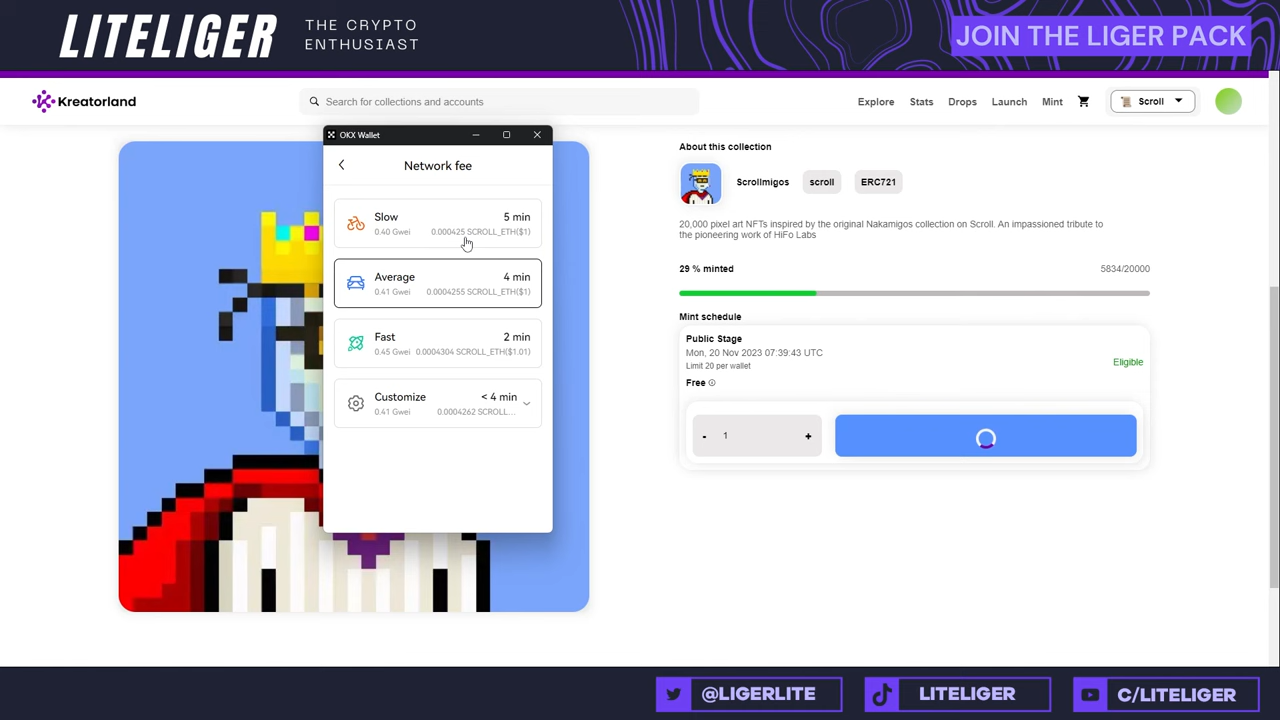 LITELIGER
THE CRYPTO
ENTHUSIAST
JOIN THE LIGER PACK
Kreatorland
Search for collections and accounts
Explore
Stats
Drops
Launch
Mint
Scroll
OKX Wallet
Network fee
Slow
5 min
0.40 Gwei
0.000425 SCROLL_ETH($1)
Average
4 min
0.41 Gwei
0.0004255 SCROLL_ETH($1)
Fast
2 min
0.45 Gwei
0.0004304 SCROLL_ETH($1.01)
Customize
< 4 min
0.41 Gwei
0.0004262 SCROLL...
About this collection
Scrollmigos
scroll
ERC721
20,000 pixel art NFTs inspired by the original Nakamigos collection on Scroll. An impassioned tribute to
the pioneering work of HiFo Labs
29 % minted
5834/20000
Mint schedule
Public Stage
Mon, 20 Nov 2023 07:39:43 UTC
Limit 20 per wallet
Eligible
Free
-
1
+
@LIGERLITE
LITELIGER
C/LITELIGER